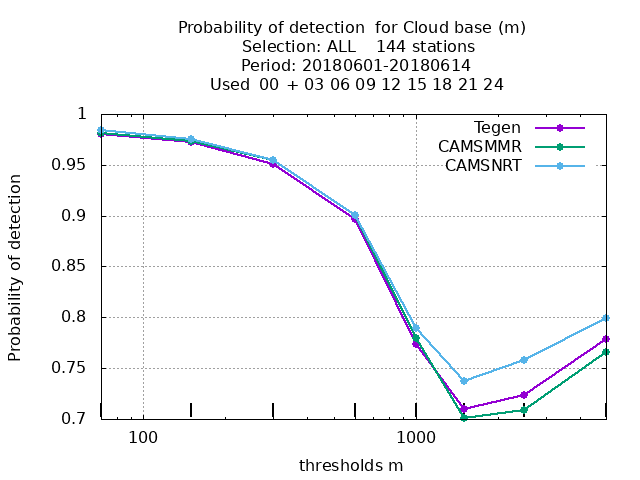 Probability of detection  for Cloud base (m)
Selection: ALL    144 stations
Period: 20180601-20180614
Used  00 + 03 06 09 12 15 18 21 24
Probability of detection
1
0.95
0.9
0.85
0.8
0.75
0.7
Tegen
CAMSMMR
CAMSNRT
100
1000
thresholds m